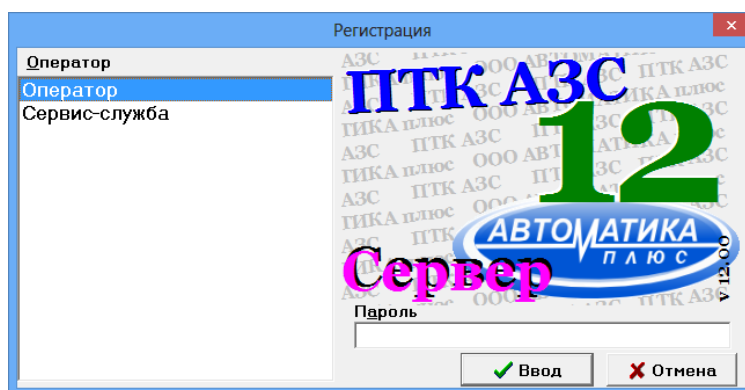 Регистрация
Оператор
Оператор
Сервис-служба
ПТК АЗС
12
АВТОМАТИКА
ПЛЮС
Сервер
v 12.00
Пароль
Ввод
Отмена